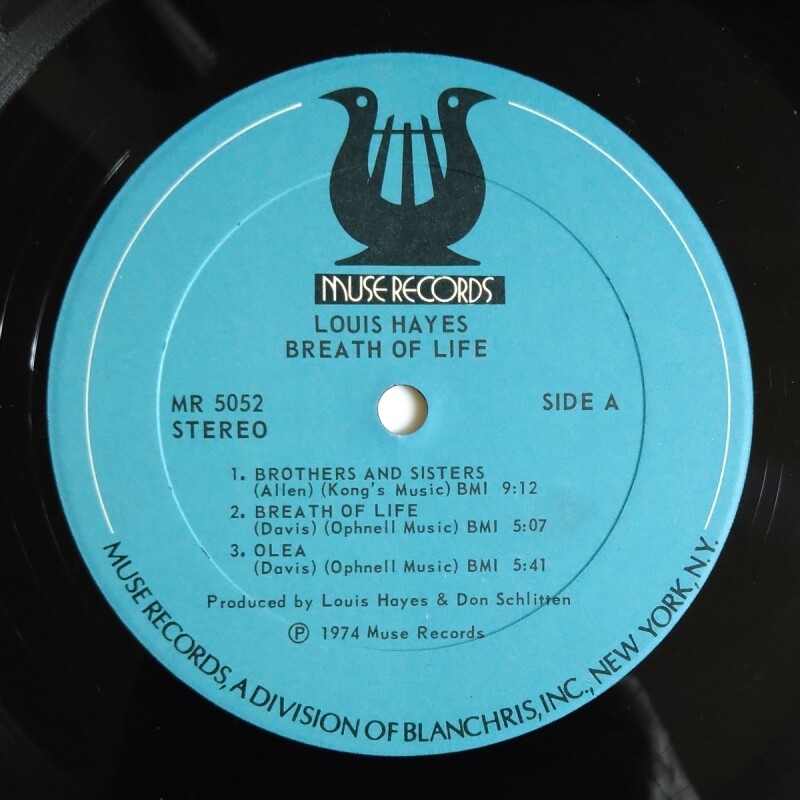 MUSE RECORDS
LOUIS HAYES
BREATH OF LIFE
MR 5052
STEREO
SIDE A
1. BROTHERS AND SISTERS
(Allen) (Kong's Music) BMI 9:12
2. BREATH OF LIFE
(Davis) (Ophnell Music) BMI 5:07
3. OLEA
(Davis) (Ophnell Music) BMI 5:41
Produced by Louis Hayes & Don Schlitten
Ⓟ 1974 Muse Records
MUSE RECORDS, A DIVISION OF BLANCHRIS, INC., NEW YORK, N.Y.